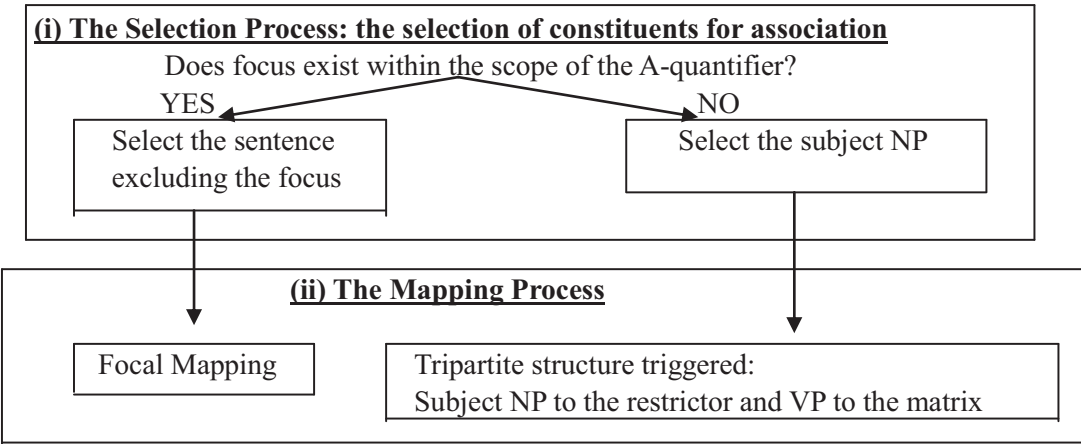 (i) The Selection Process: the selection of constituents for association
Does focus exist within the scope of the A-quantifier?
YES
NO
Select the sentence
excluding the focus
Select the subject NP
(ii) The Mapping Process
Focal Mapping
Tripartite structure triggered:
Subject NP to the restrictor and VP to the matrix